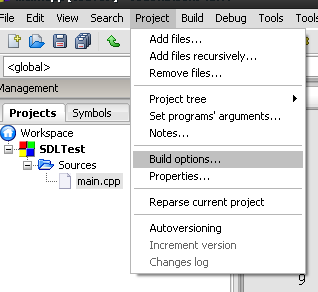 View Search Project Build Debug Tools Tools
<global>
Management
Projects Symbols
Workspace
SDLTest
Sources
main.cpp
Add files...
Add files recursively...
Remove files...
Project tree
Set programs' arguments...
Notes...
Build options...
Properties...
Reparse current project
Autoversioning
Increment version
Changes log
9